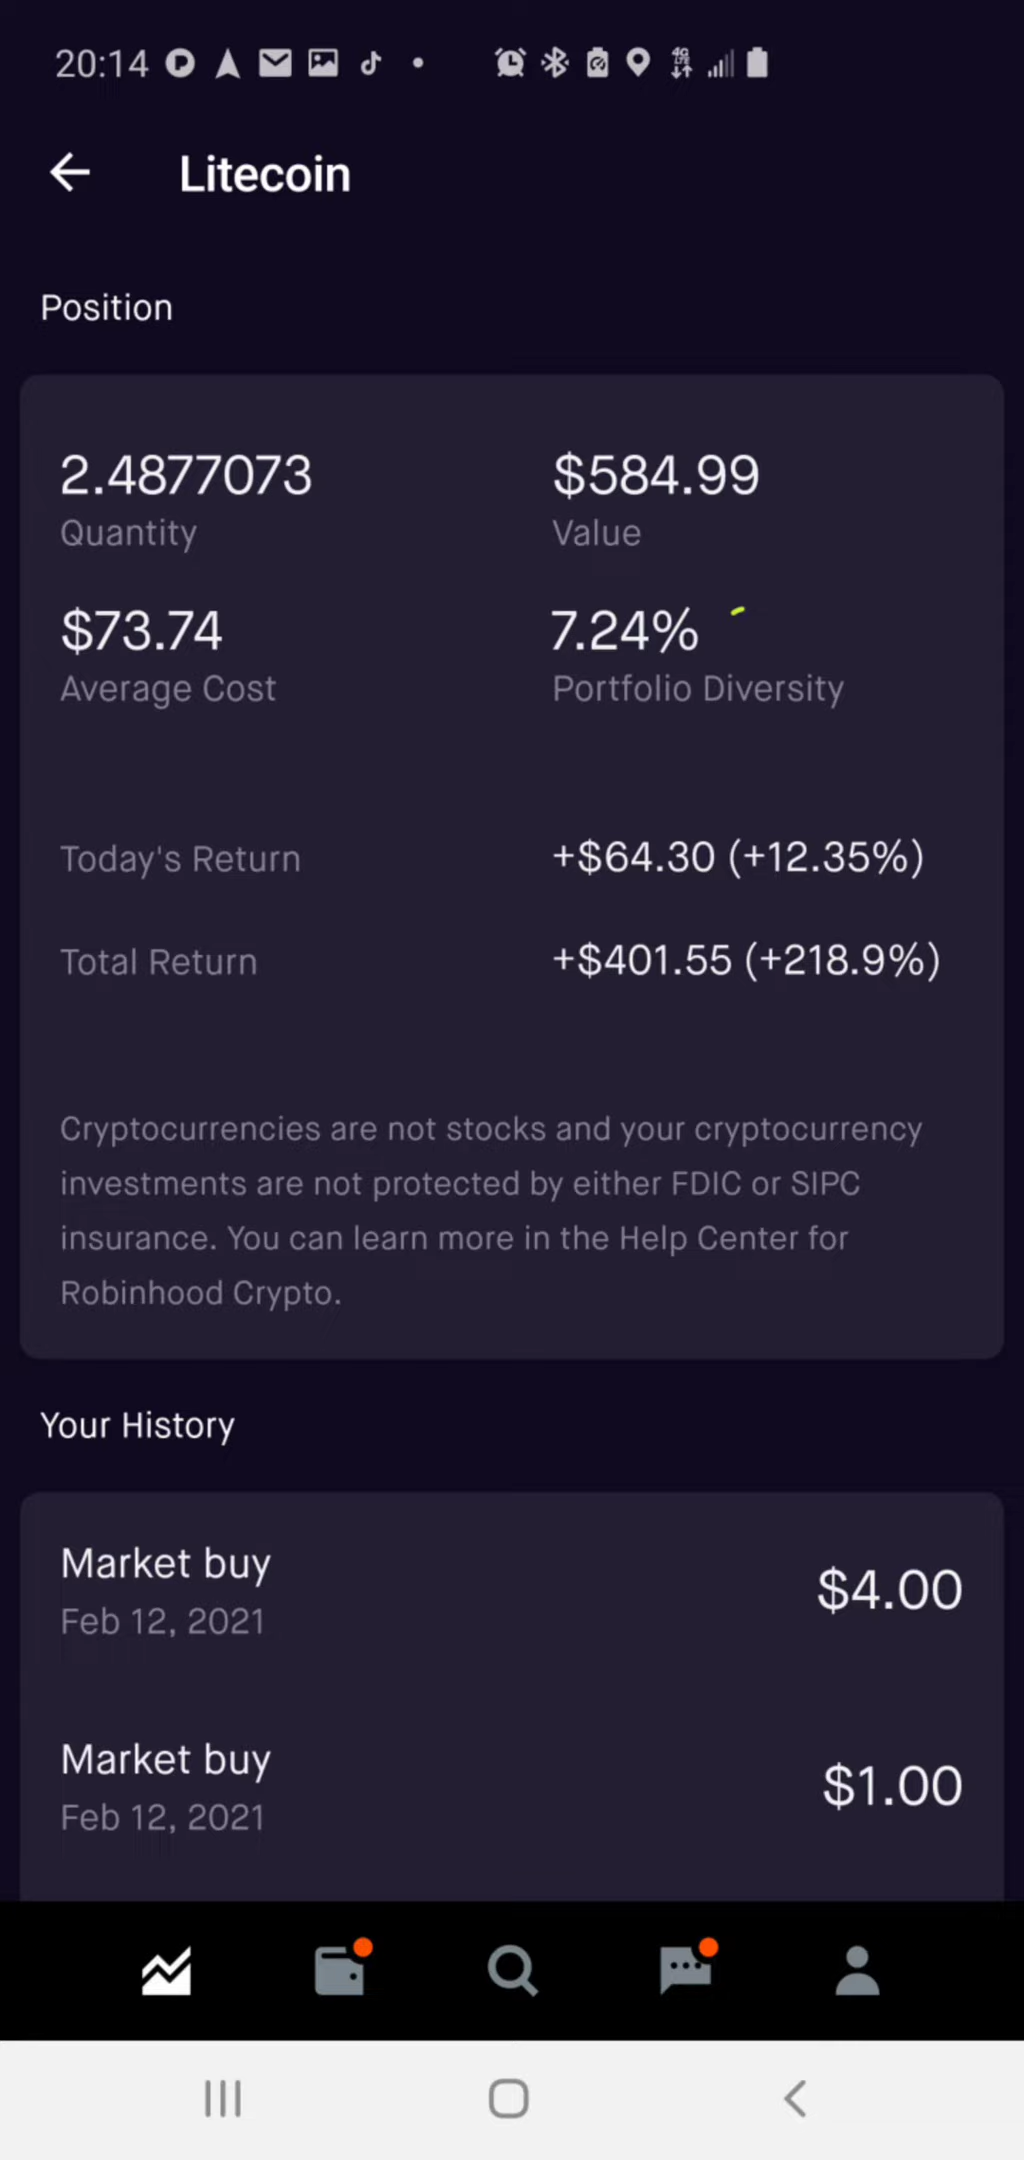 20:14
Litecoin
Position
2.4877073
Quantity
$584.99
Value
$73.74
Average Cost
7.24%
Portfolio Diversity
Today's Return
+$64.30 (+12.35%)
Total Return
+$401.55 (+218.9%)
Cryptocurrencies are not stocks and your cryptocurrency
investments are not protected by either FDIC or SIPC
insurance. You can learn more in the Help Center for
Robinhood Crypto.
Your History
Market buy
Feb 12, 2021
$4.00
Market buy
Feb 12, 2021
$1.00